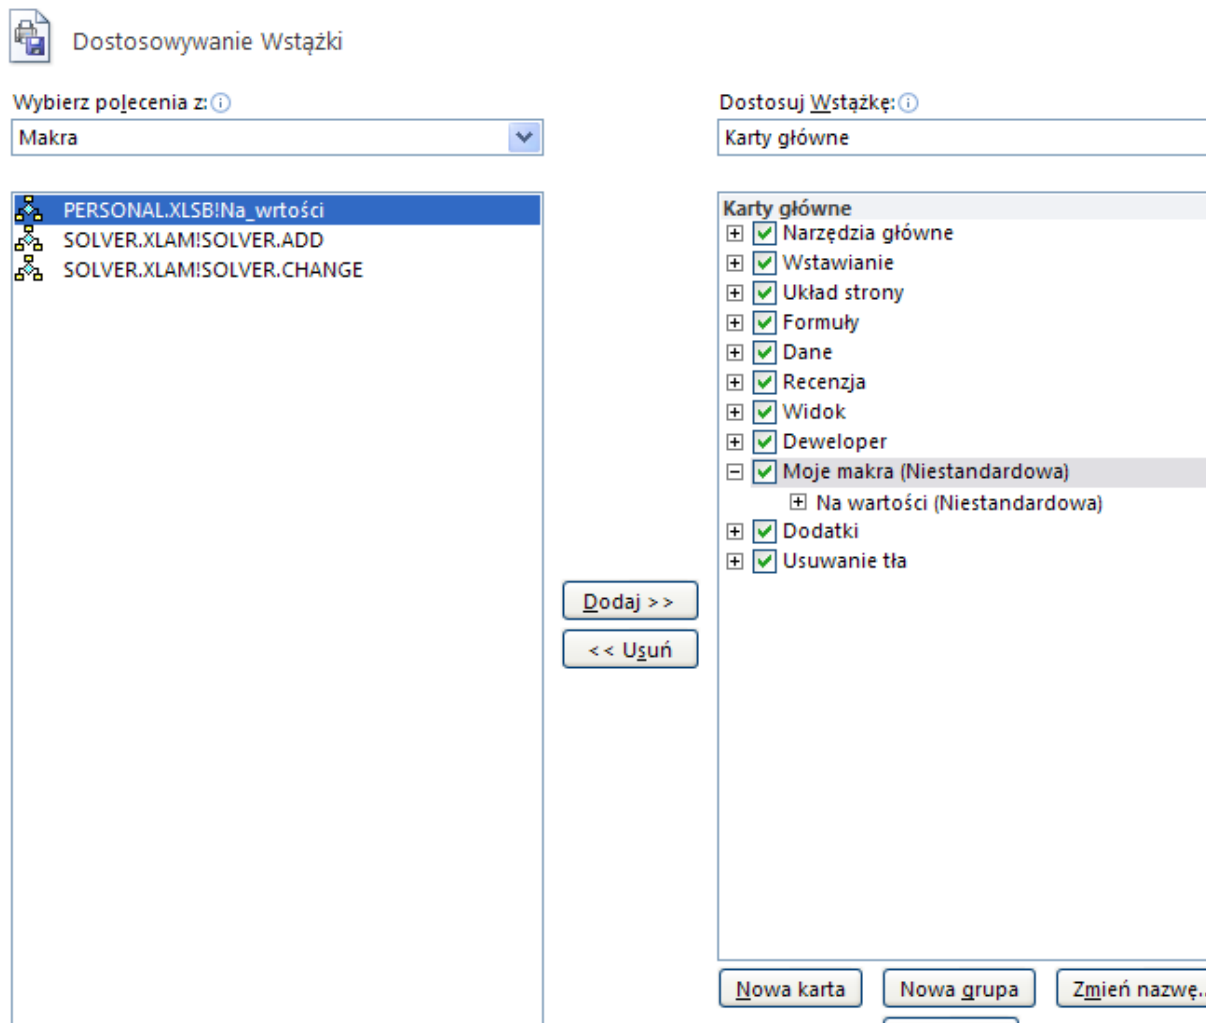 Dostosowywanie Wstążki
Wybierz polecenia z:
Makra
PERSONAL.XLSB!Na_wrtości
SOLVER.XLAM!SOLVER.ADD
SOLVER.XLAM!SOLVER.CHANGE
Dodaj >>
<< Usuń
Dostosuj Wstążkę:
Karty główne
Karty główne
Narzędzia główne
Wstawianie
Układ strony
Formuły
Dane
Recenzja
Widok
Deweloper
Moje makra (Niestandardowa)
Na wartości (Niestandardowa)
Dodatki
Usuwanie tła
Nowa karta
Nowa grupa
Zmień nazwę..